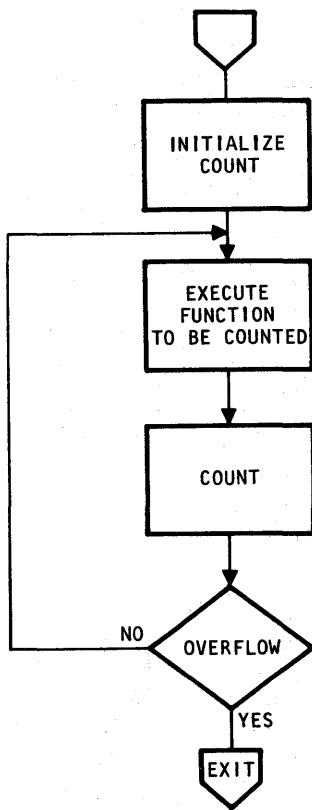 INITIALIZE
COUNT
EXECUTE
FUNCTION
TO BE COUNTED
COUNT
NO
OVERFLOW
YES
EXIT